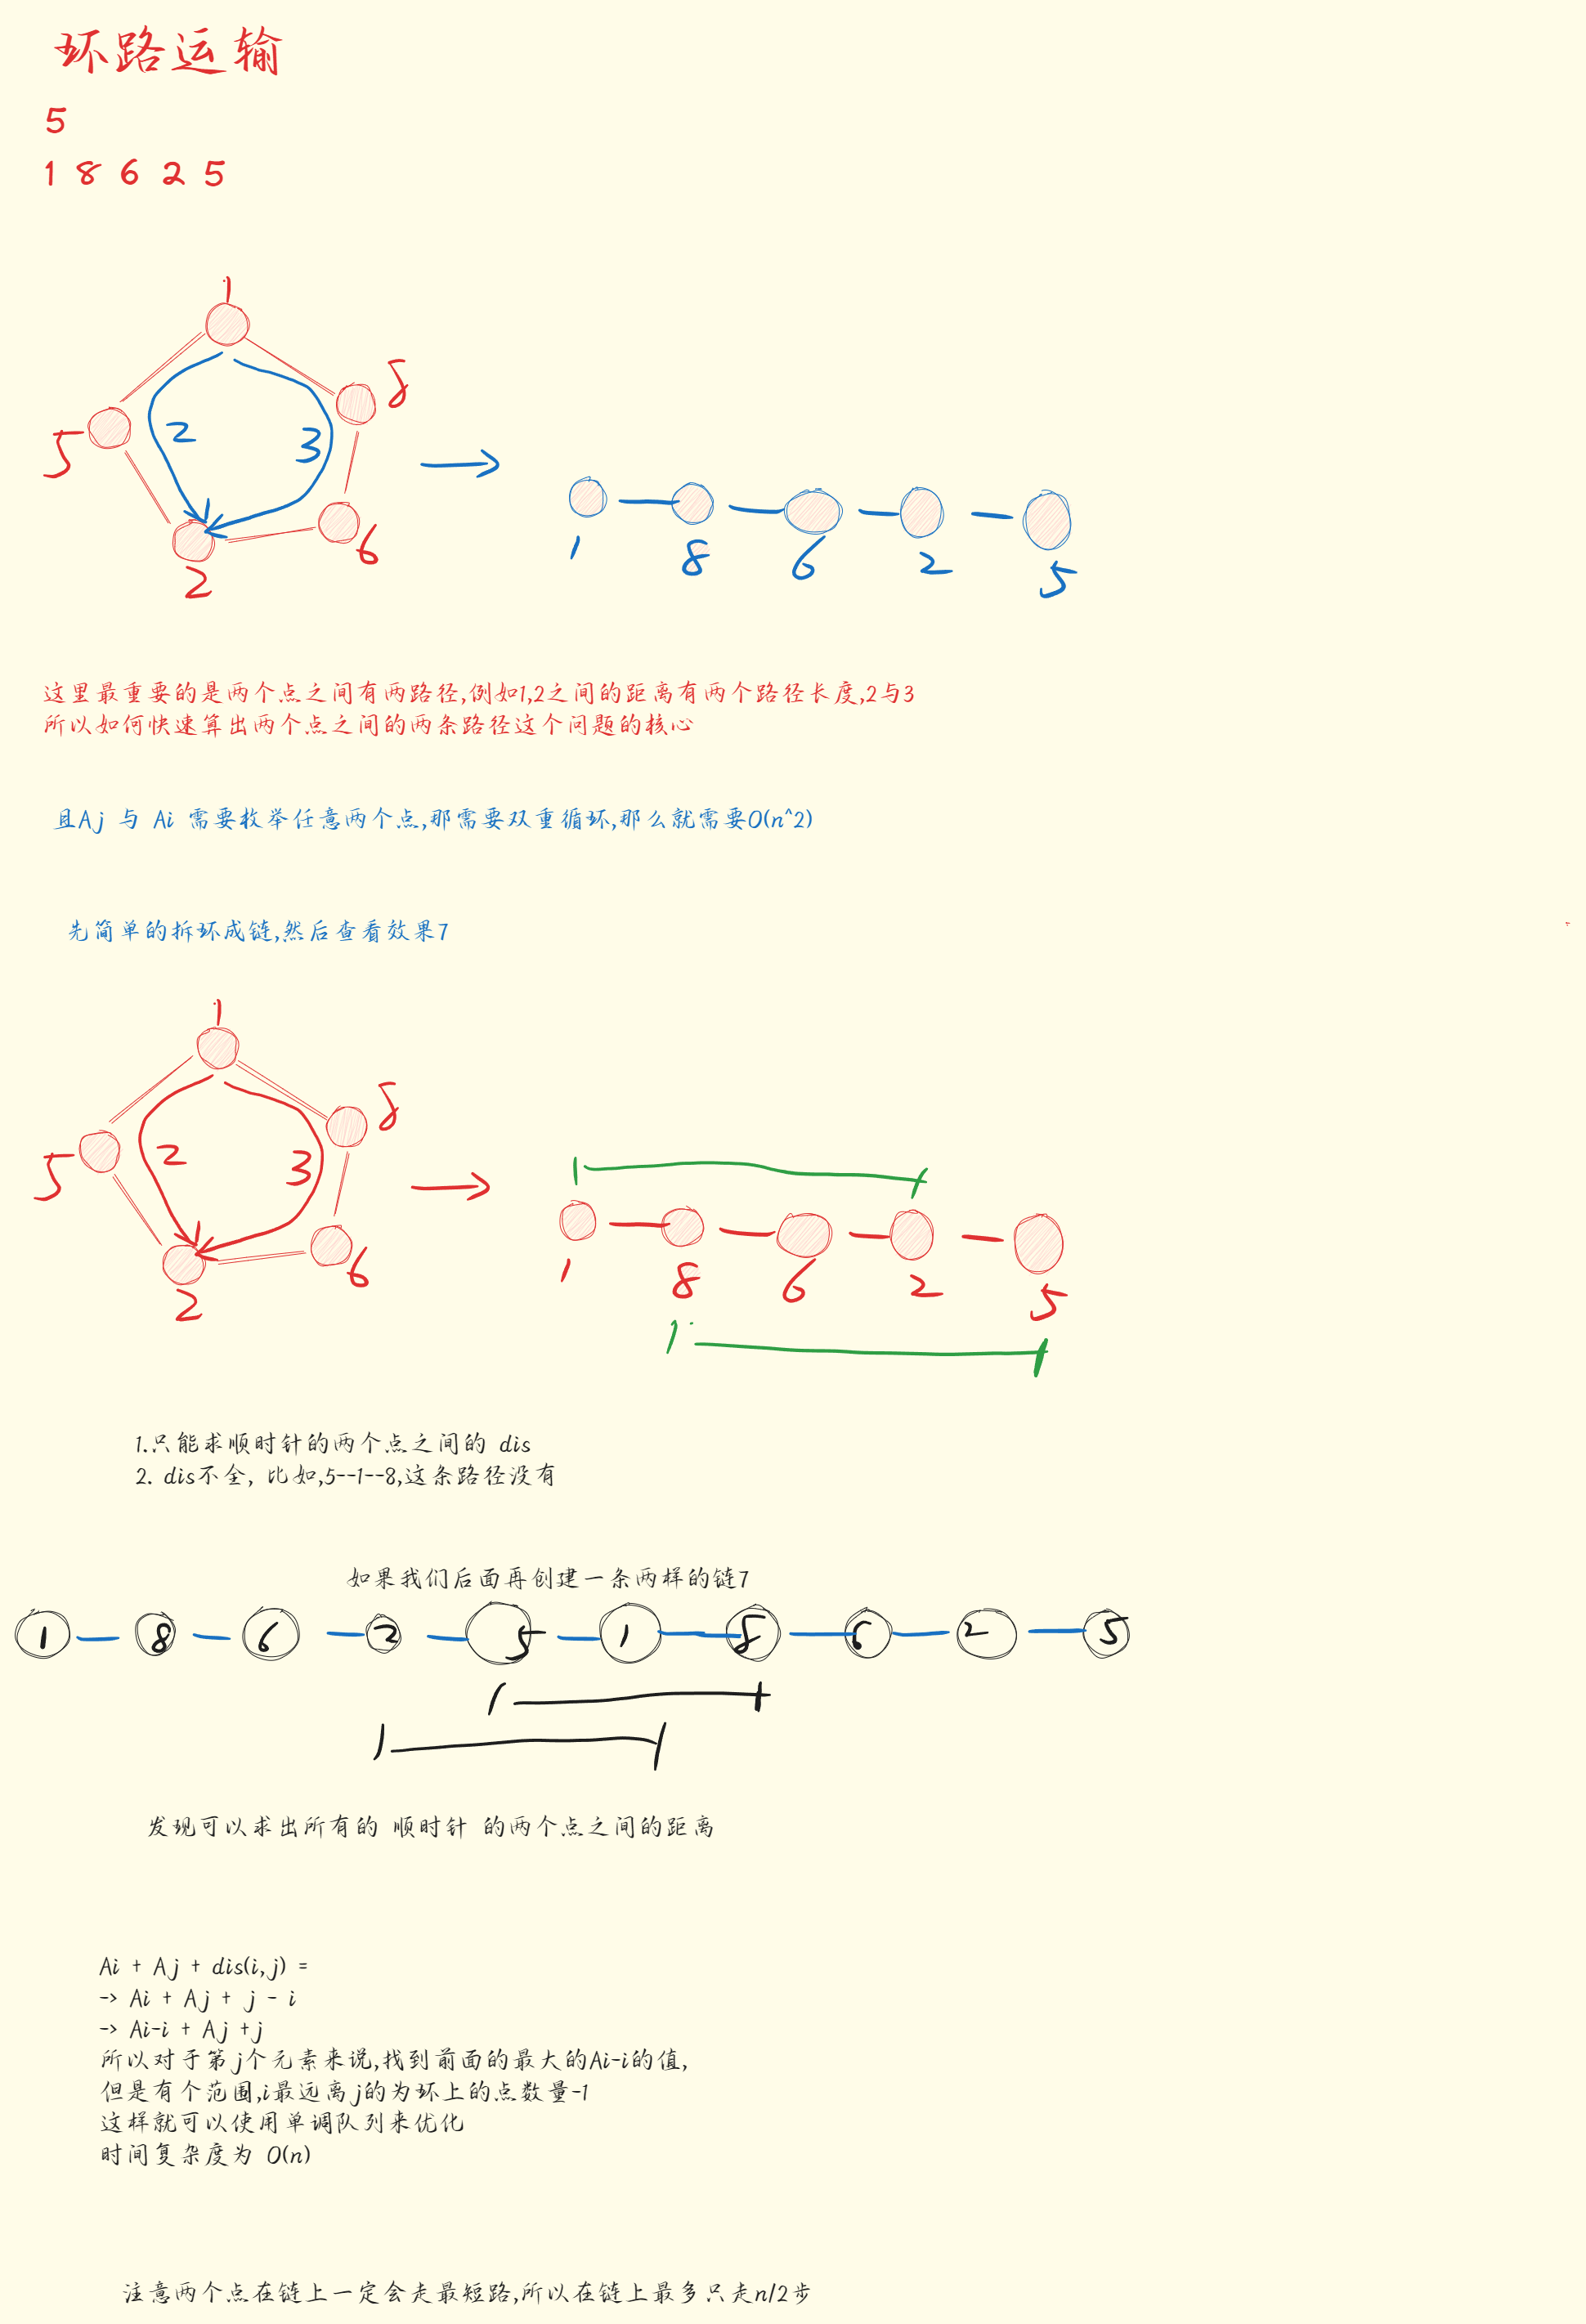 环路运输
5
1 8 6 2 5
1
8
5
2
3
6
2
1
8
6
2
5
这里最重要的是两个点之间有两路径,例如1,2之间的距离有两个路径长度,2与3
所以如何快速算出两个点之间的两条路径这个问题的核心
且Aj 与 Ai 需要枚举任意两个点,那需要双重循环,那么就需要O(n^2)
先简单的拆环成链,然后查看效果7
1
8
5
2
3
6
2
1
8
6
2
5
1.只能求顺时针的两个点之间的 dis
2. dis不全, 比如,5--1--8,这条路径没有
如果我们后面再创建一条两样的链7
1 8 6 2 5 1 8 6 2 5
发现可以求出所有的 顺时针 的两个点之间的距离
Ai + Aj + dis(i,j) =
-> Ai + Aj + j - i
-> Ai-i + Aj +j
所以对于第j个元素来说,找到前面的最大的Ai-i的值,
但是有个范围,i最远离j的为环上的点数量-1
这样就可以使用单调队列来优化
时间复杂度为 O(n)
注意两个点在链上一定会走最短路,所以在链上最多只走n/2步